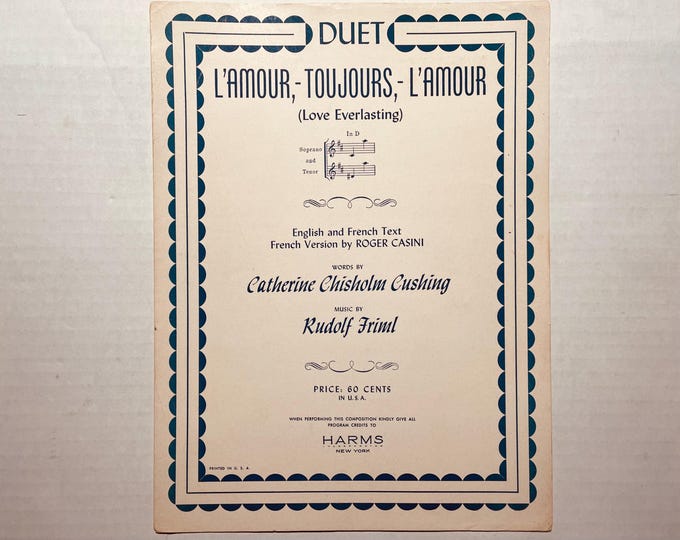 DUET
L'AMOUR,-TOUJOURS,-L'AMOUR
(Love Everlasting)
In D
Soprano
and
Tenor
English and French Text
French Version by ROGER CASINI
WORDS BY
Catherine Chisholm Cushing
MUSIC BY
Rudolf Friml
PRICE: 60 CENTS
IN U.S.A.
WHEN PERFORMING THIS COMPOSITION KINDLY GIVE ALL
PROGRAM CREDITS TO
HARMS
INCORPORATED
NEW YORK
PRINTED IN U. S. A.